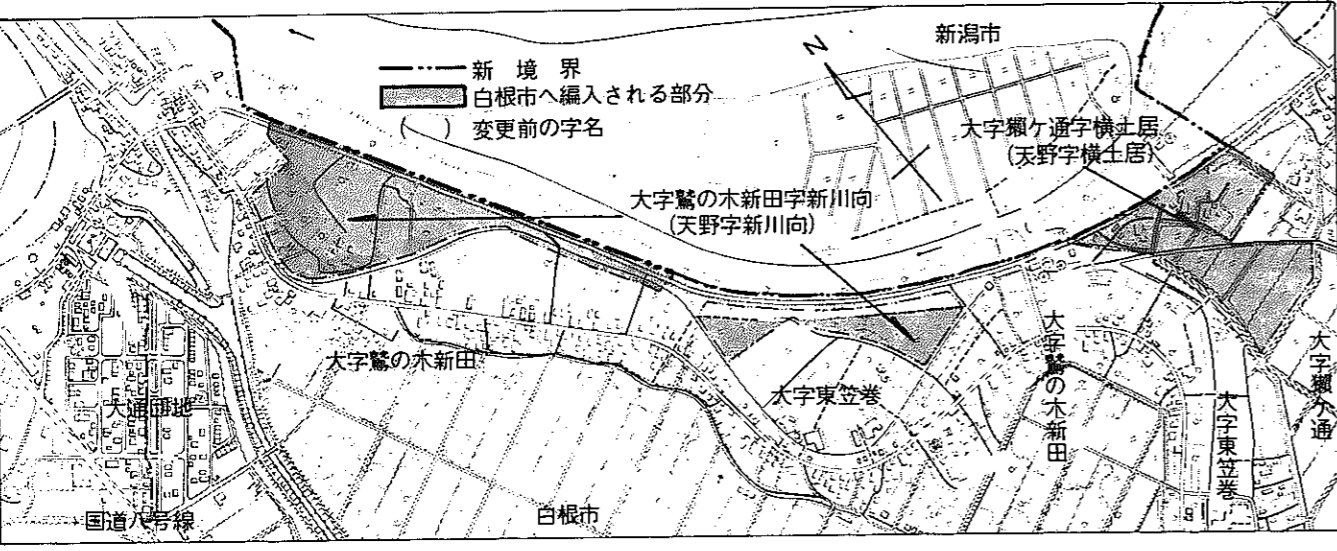 新潟市
N
新境界
白根市へ編入される部分
( ) 変更前の字名
大字獺ケ通字横土居
(天野字横土居)
大字鷲の木新田字新川向
(天野字新川向)
大字鷲の木新田
大通団地
大字東笠巻
大字鷲の木新田
大字東笠巻
大字獺ケ通
国道八号線
白根市